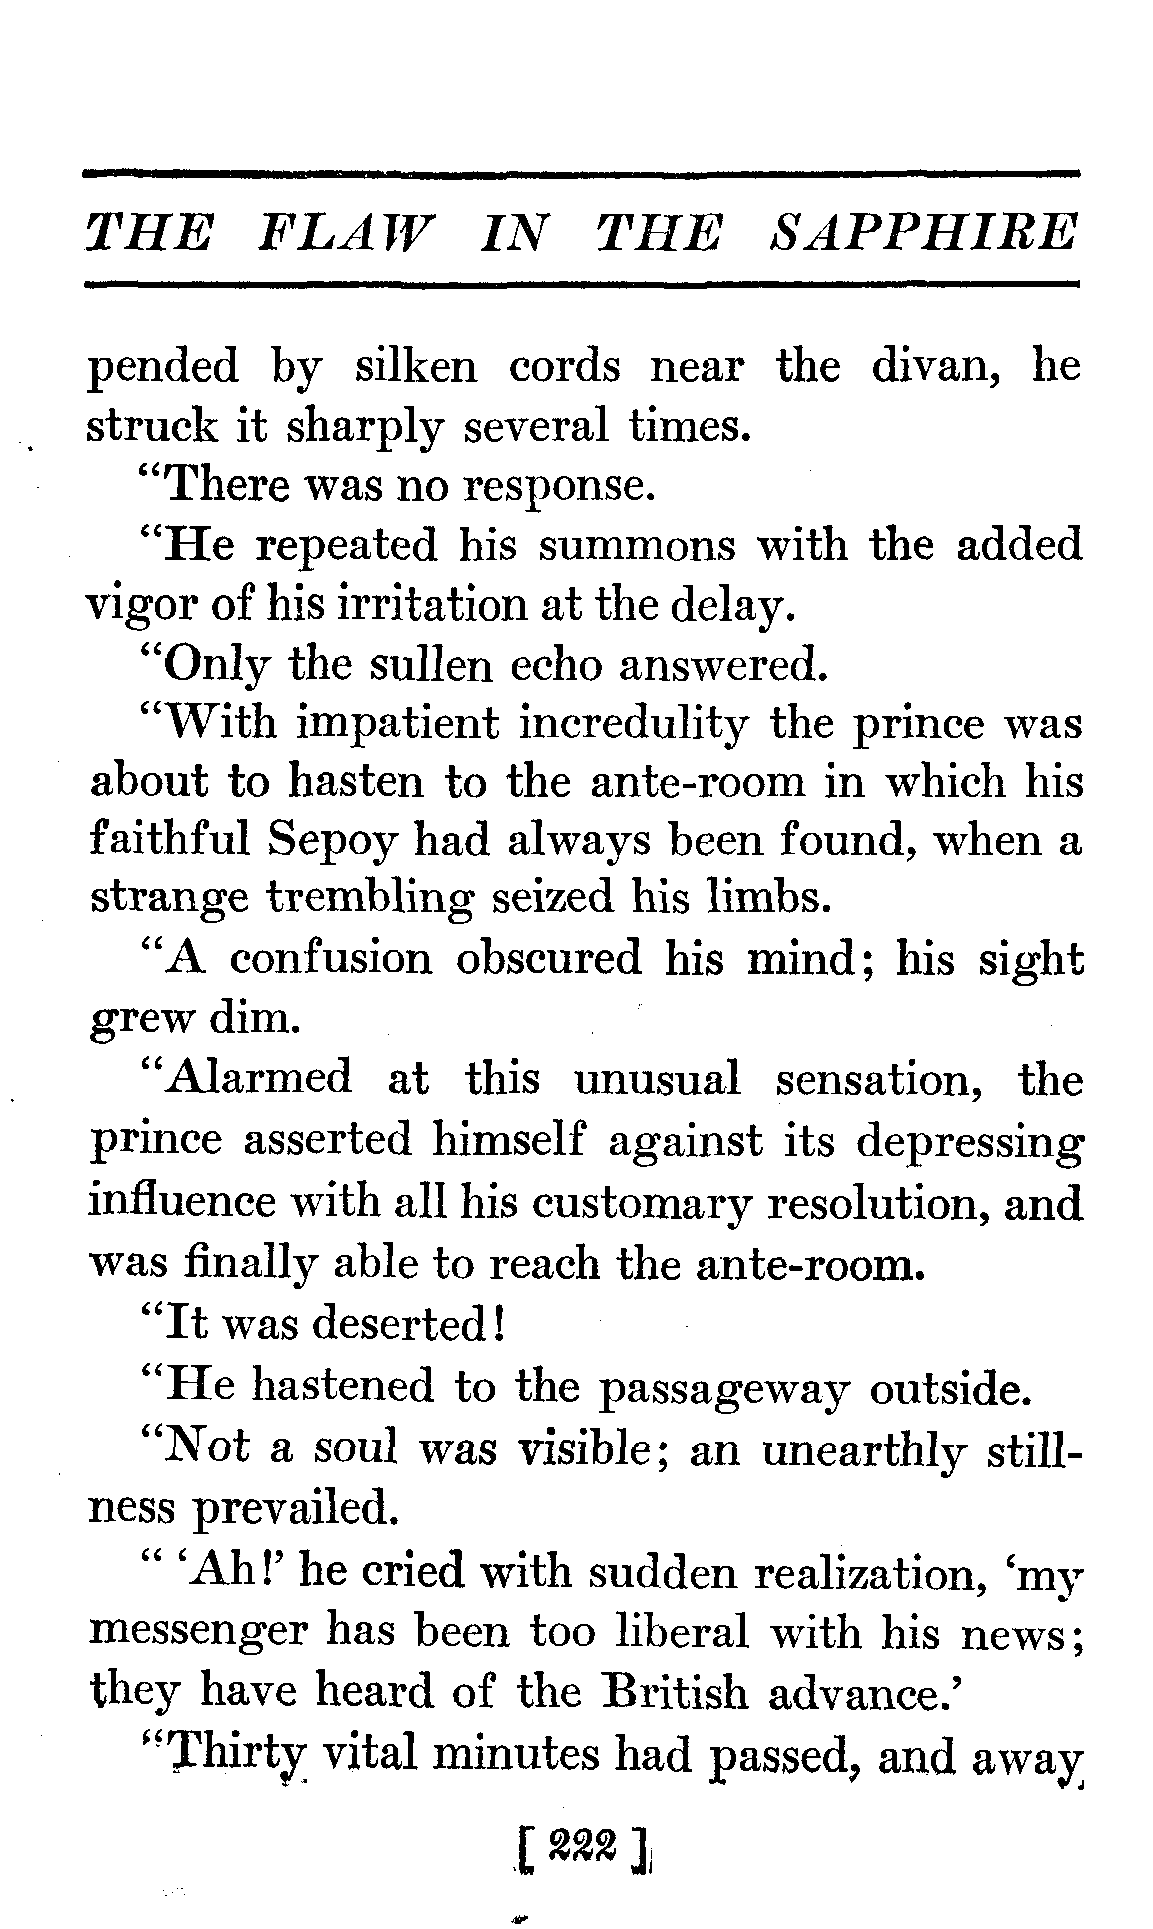 THE FLAW IN THE SAPPHIRE
pended by silken cords near the divan, he
struck it sharply several times.
“There was no response.
“He repeated his summons with the added
vigor of his irritation at the delay.
“Only the sullen echo answered.
“With impatient incredulity the prince was
about to hasten to the ante-room in which his
faithful Sepoy had always been found, when a
strange trembling seized his limbs.
“A confusion obscured his mind; his sight
grew dim.
“Alarmed at this unusual sensation, the
prince asserted himself against its depressing
influence with all his customary resolution, and
was finally able to reach the ante-room.
“It was deserted!
“He hastened to the passageway outside.
“Not a soul was visible; an unearthly still-
ness prevailed.
“ ‘Ah!’ he cried with sudden realization, ‘my
messenger has been too liberal with his news;
they have heard of the British advance.’
“Thirty vital minutes had passed, and away
[ 222 ]